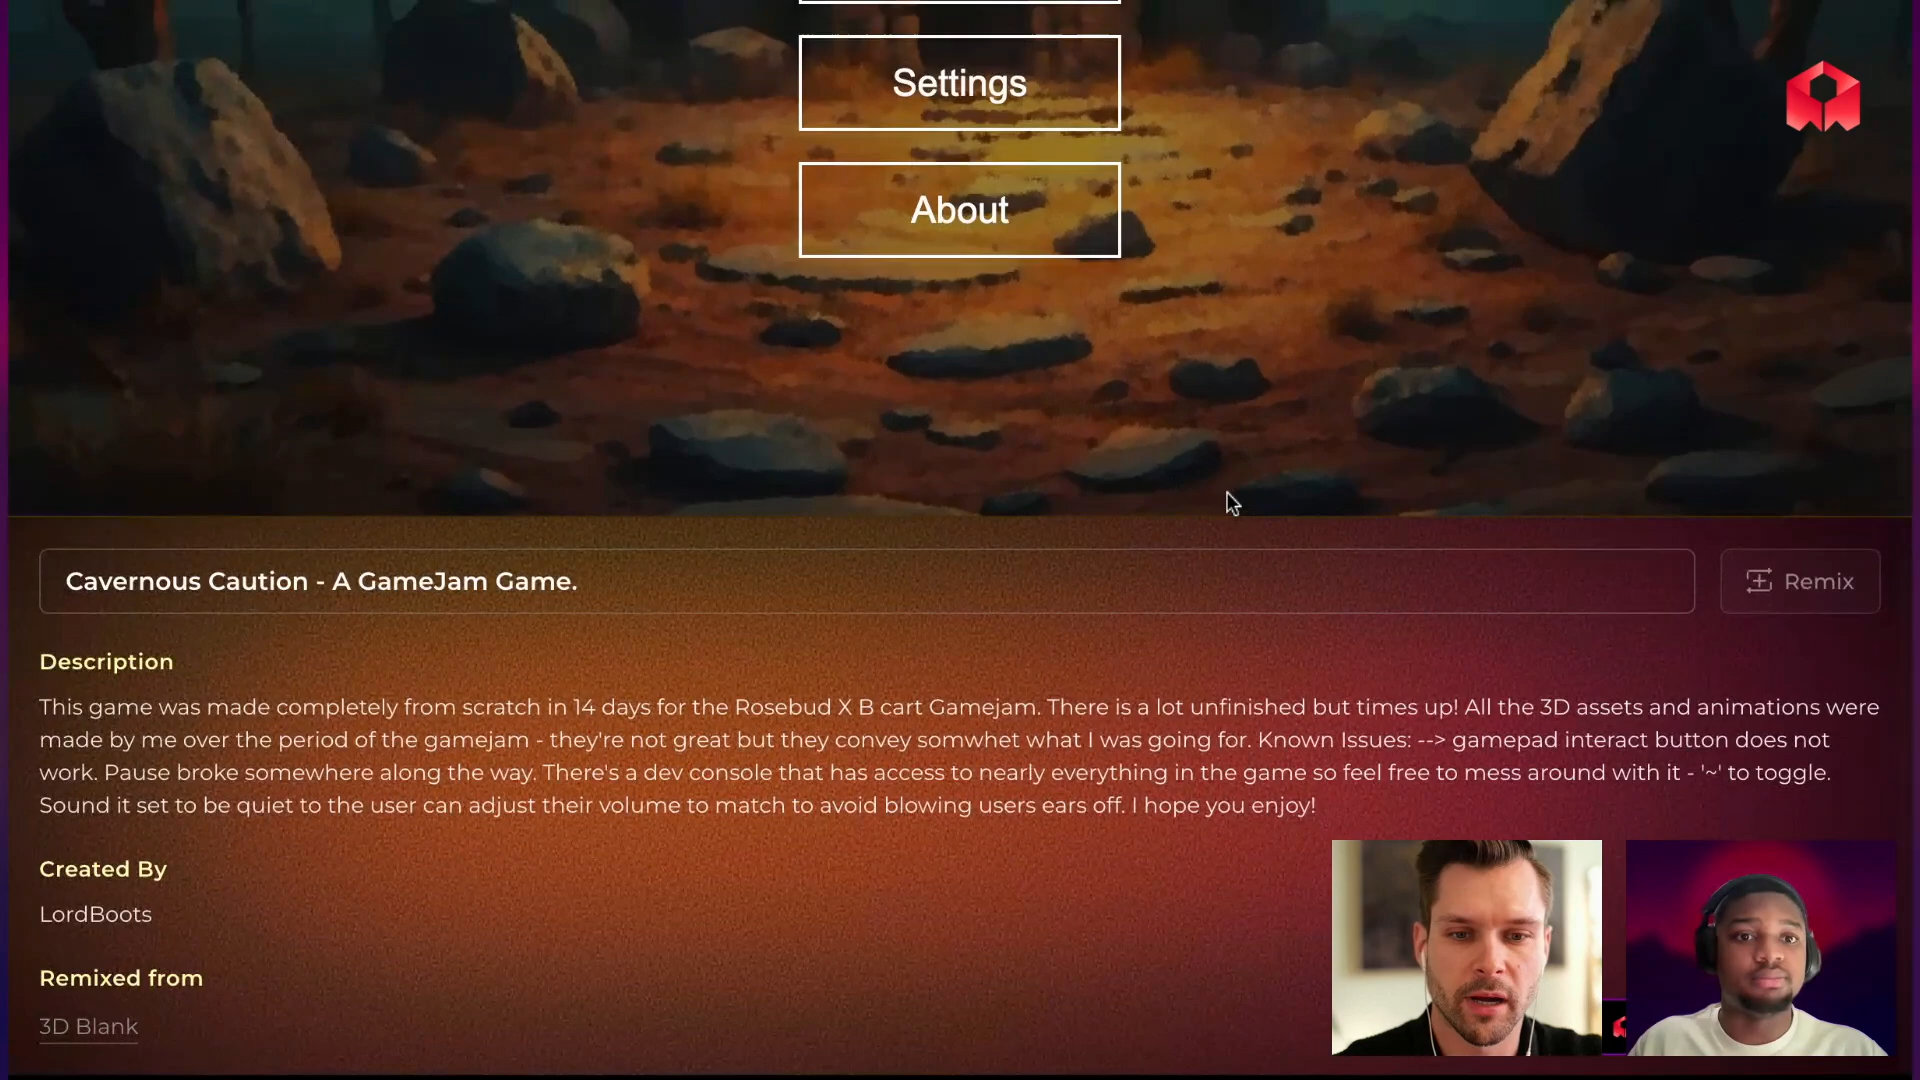 Settings
About
Cavernous Caution - A GameJam Game.
Remix
Description
This game was made completely from scratch in 14 days for the Rosebud X B cart Gamejam. There is a lot unfinished but times up! All the 3D assets and animations were
made by me over the period of the gamejam - they're not great but they convey somwhet what I was going for. Known Issues: --> gamepad interact button does not
work. Pause broke somewhere along the way. There's a dev console that has access to nearly everything in the game so feel free to mess around with it - '~' to toggle.
Sound it set to be quiet to the user can adjust their volume to match to avoid blowing users ears off. I hope you enjoy!
Created By
LordBoots
Remixed from
3D Blank